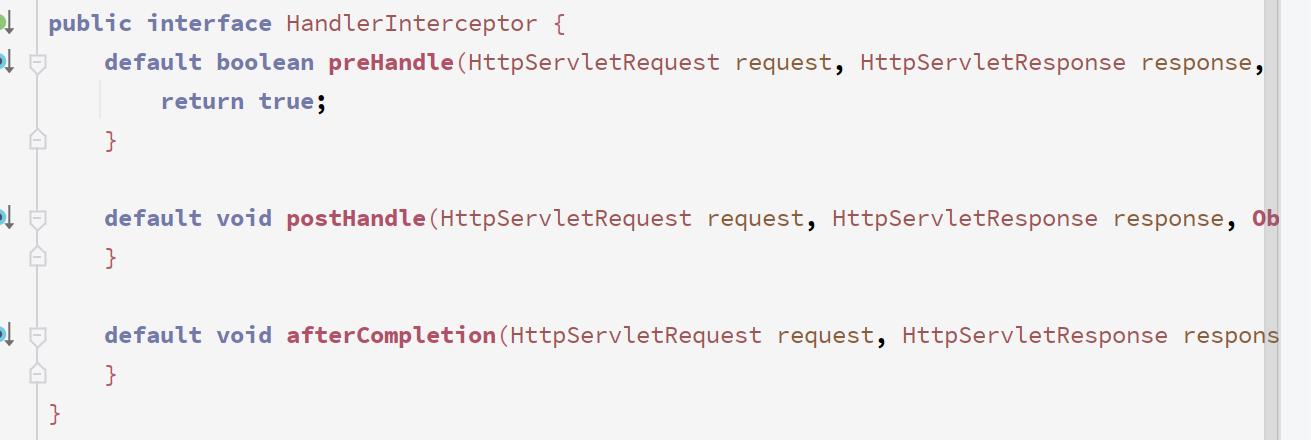 public interface HandlerInterceptor {
default boolean preHandle(HttpServletRequest request, HttpServletResponse response,
return true;
}
default void postHandle(HttpServletRequest request, HttpServletResponse response, Ob
}
default void afterCompletion(HttpServletRequest request, HttpServletResponse respons
}
}